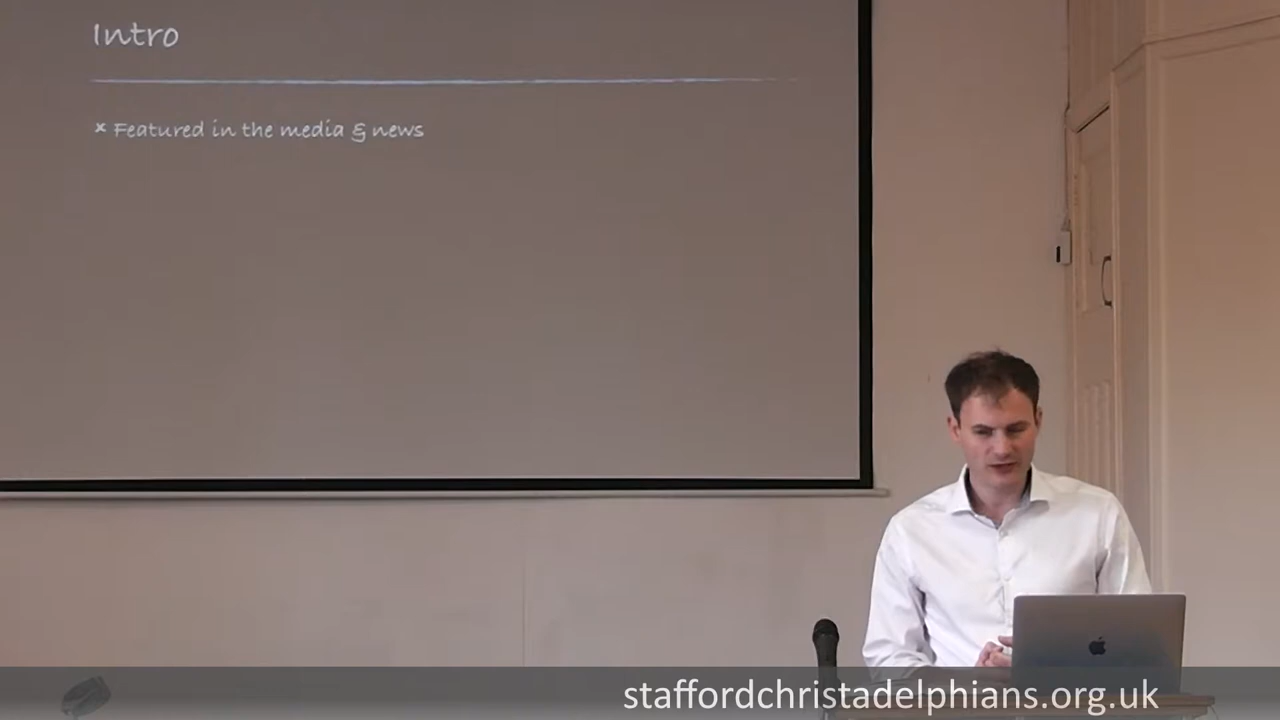 Intro
× Featured in the media & news
staffordchristadelphians.org.uk